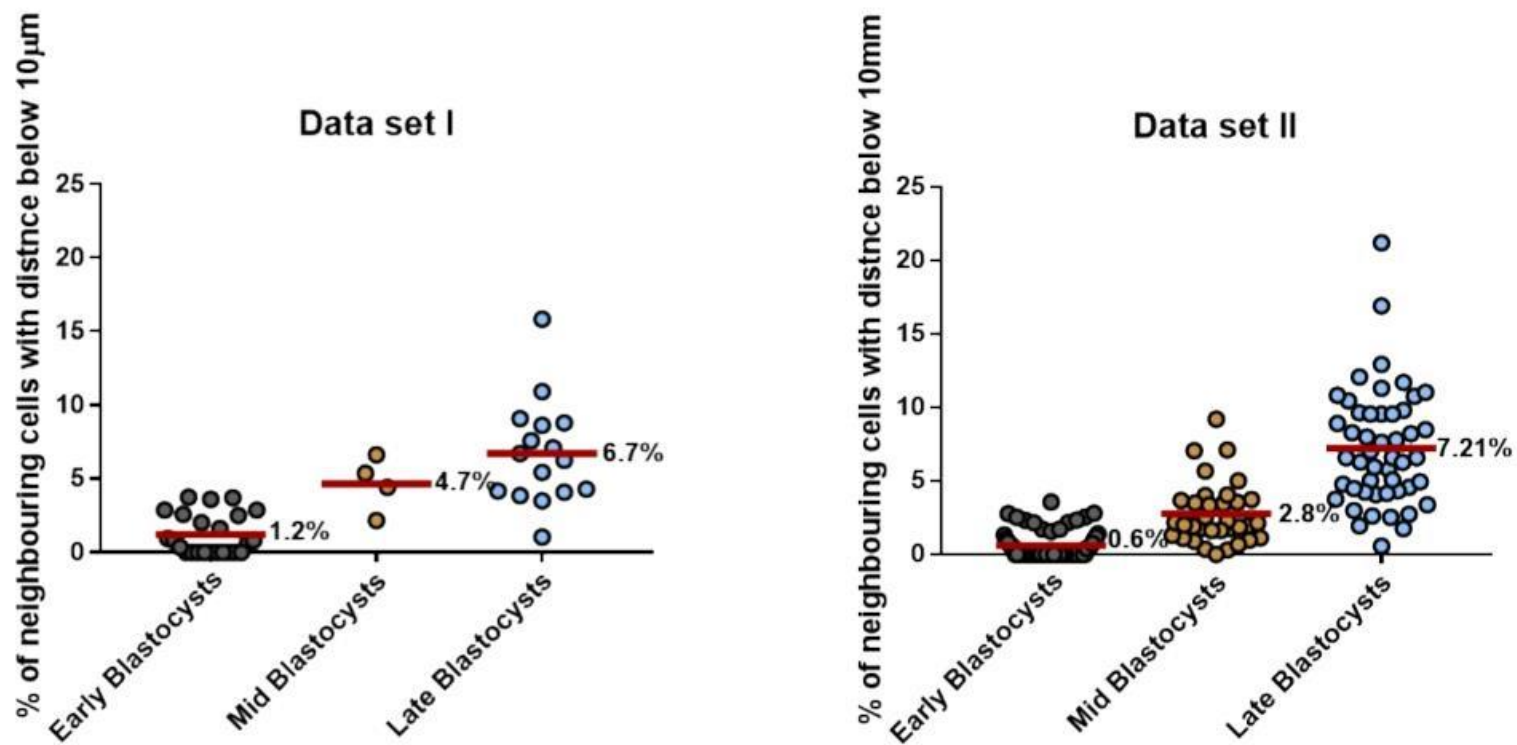 Data set I
% of neighbouring cells with distnce below 10μm
25
20
15
10
5
0
1.2%
4.7%
6.7%
Early Blastocysts
Mid Blastocysts
Late Blastocysts
Data set II
% of neighbouring cells with distnce below 10mm
25
20
15
10
5
0
0.6%
2.8%
7.21%
Early Blastocysts
Mid Blastocysts
Late Blastocysts